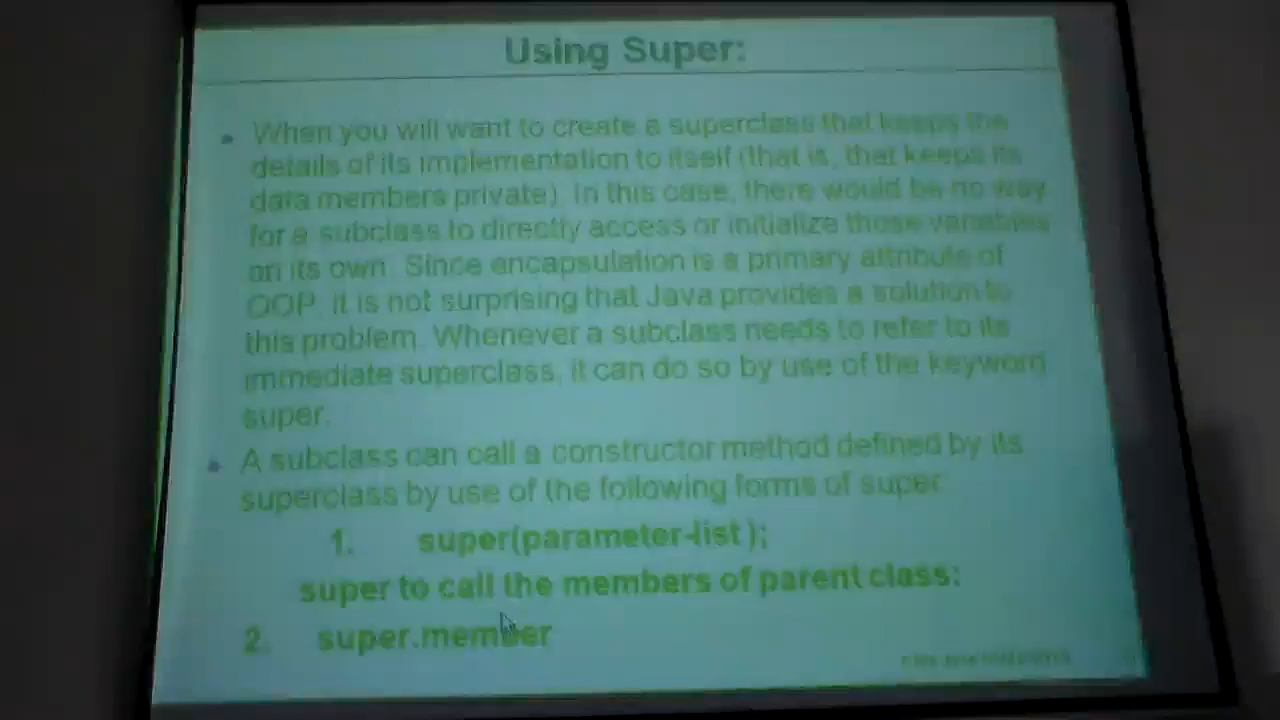 Using Super:
• When you will want to create a superclass that keeps the
details of its implementation to itself (that is, that keeps its
data members private). In this case, there would be no way
for a subclass to directly access or initialize those variables
on its own. Since encapsulation is a primary attribute of
OOP, it is not surprising that Java provides a solution to
this problem. Whenever a subclass needs to refer to its
immediate superclass, it can do so by use of the keyword
super.
• A subclass can call a constructor method defined by its
superclass by use of the following forms of super:
1. super(parameter-list );
super to call the members of parent class:
2. super.member